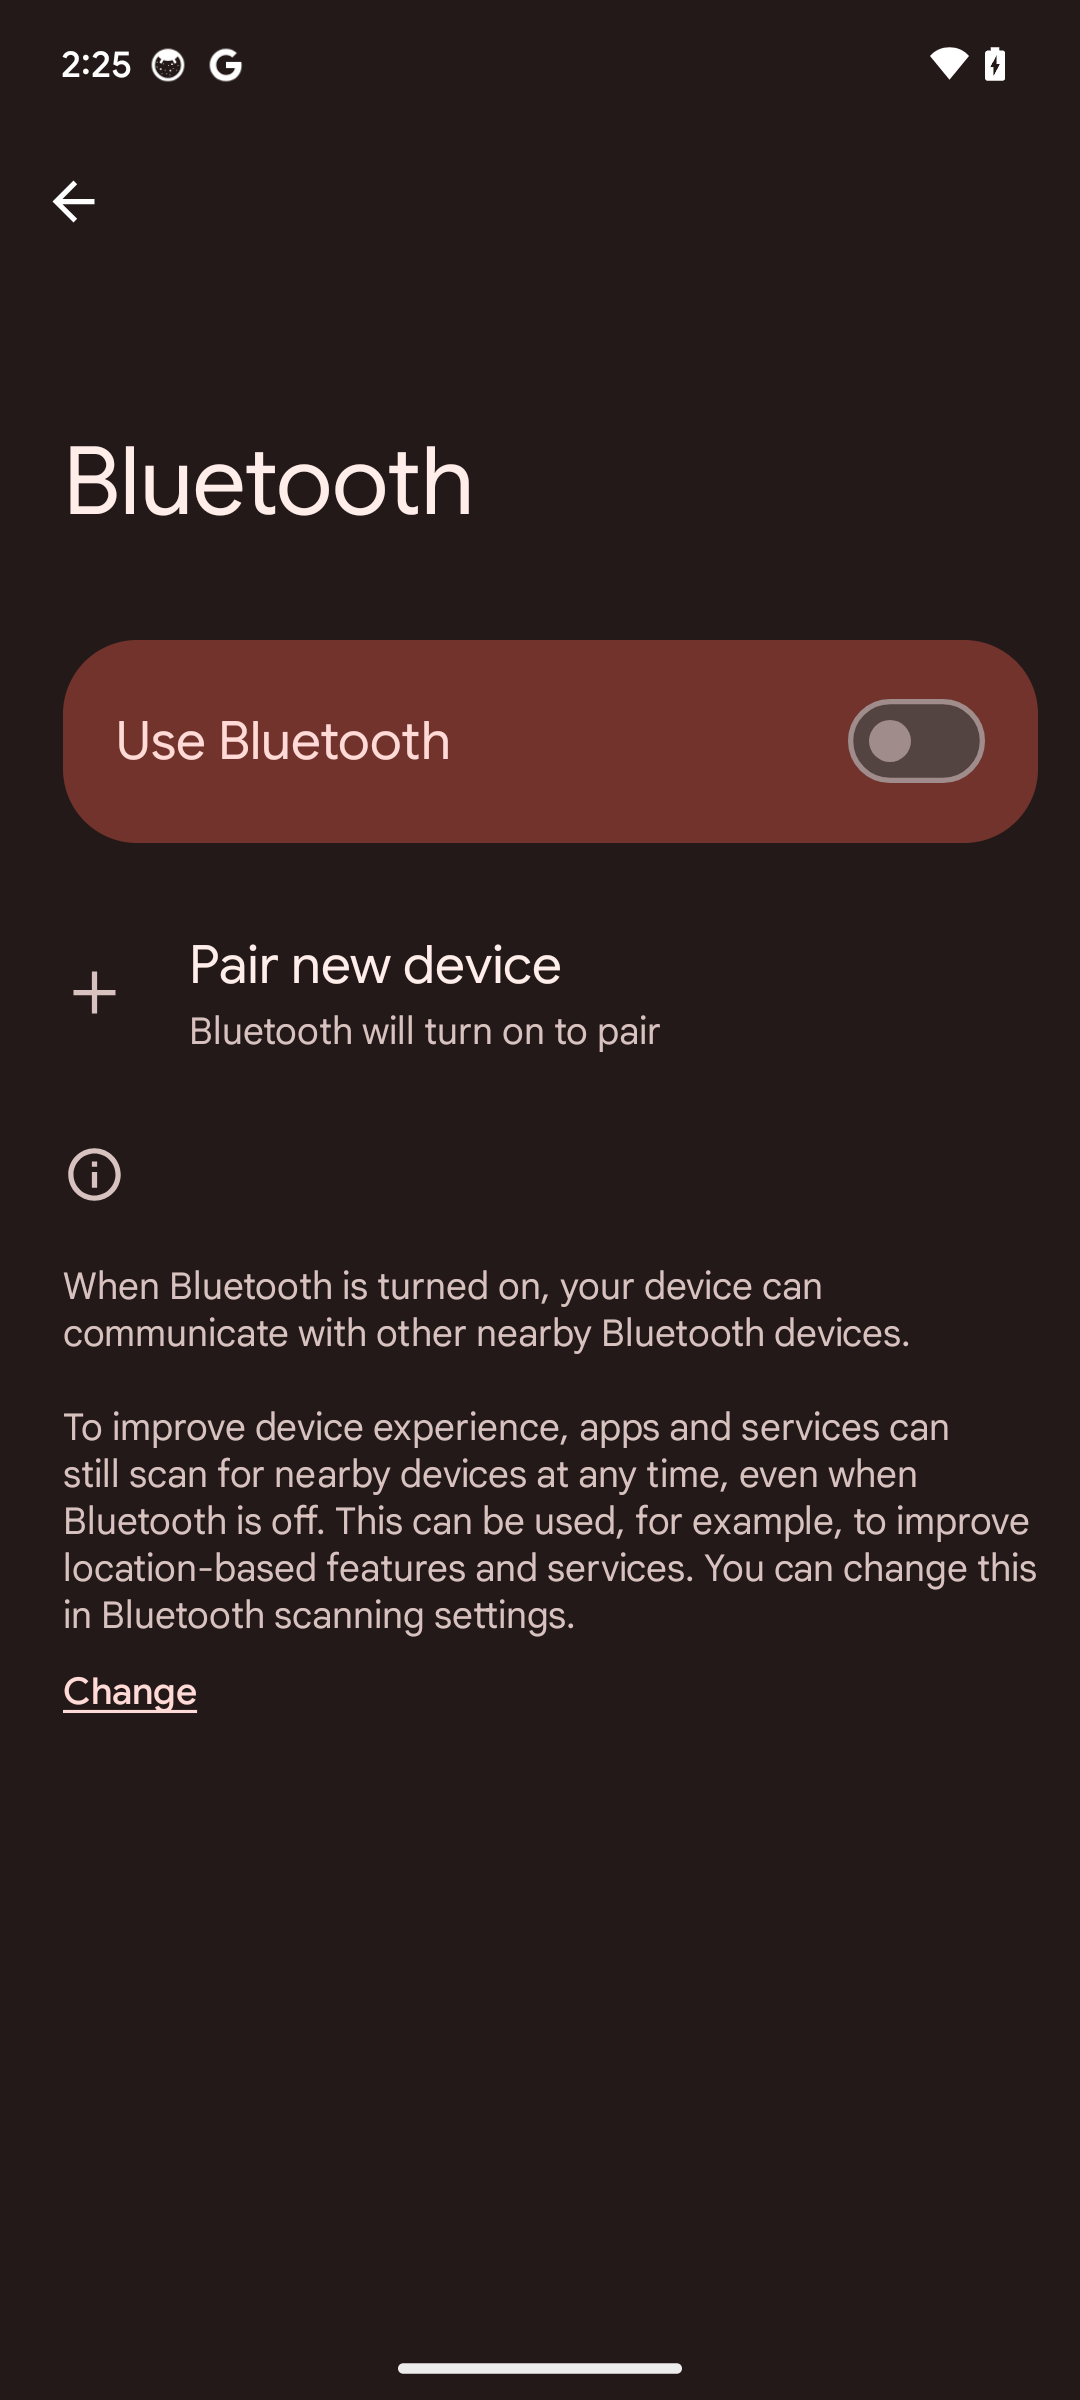 2:25
Bluetooth
Use Bluetooth
Pair new device
Bluetooth will turn on to pair
When Bluetooth is turned on, your device can
communicate with other nearby Bluetooth devices.
To improve device experience, apps and services can
still scan for nearby devices at any time, even when
Bluetooth is off. This can be used, for example, to improve
location-based features and services. You can change this
in Bluetooth scanning settings.
Change